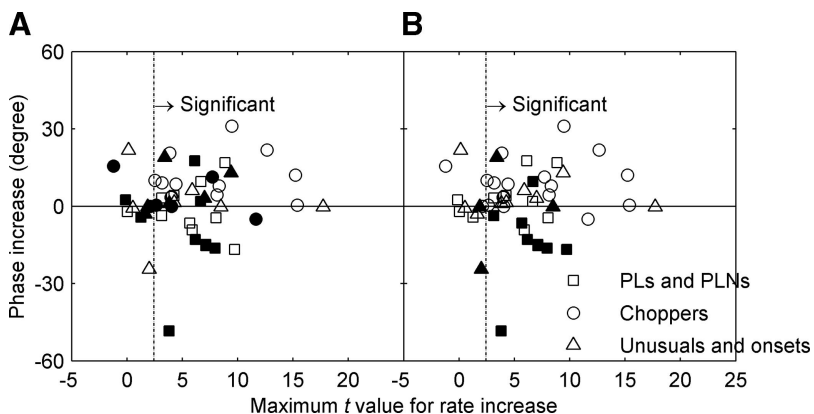 A
B
60
30
0
-30
-60
Phase increase (degree)
→ Significant
→ Significant
PLs and PLNs
Choppers
Unusuals and onsets
-5 0 5 10 15 20 -5 0 5 10 15 20 25
Maximum t value for rate increase